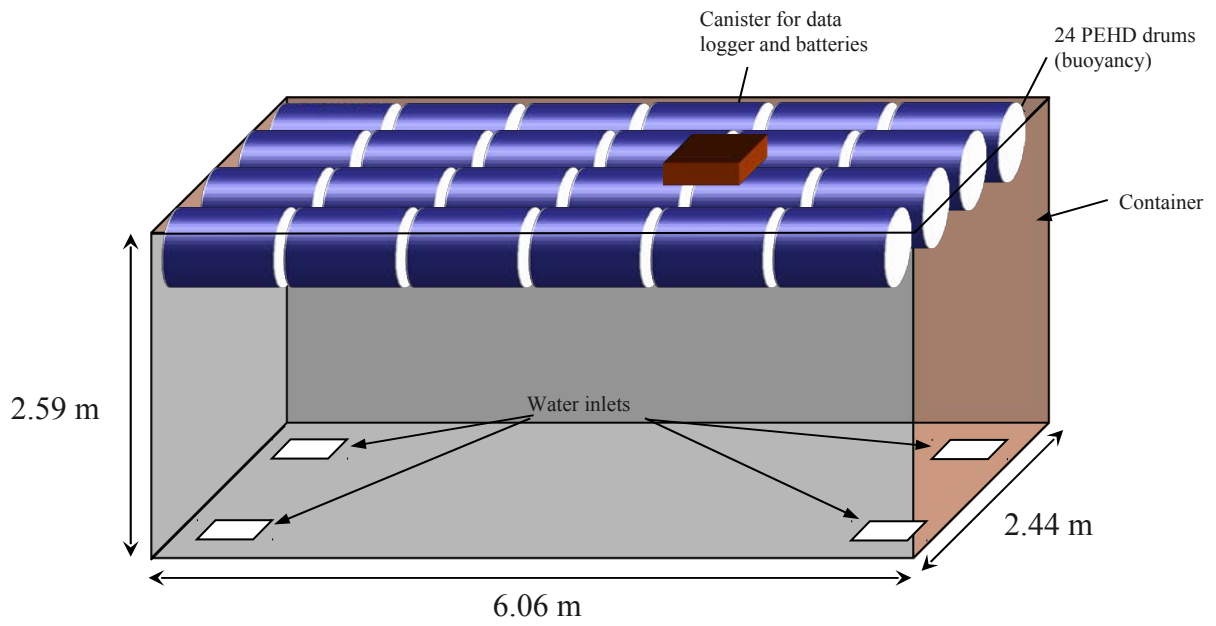 Canister for data
logger and batteries
24 PEHD drums
(buoyancy)
Container
2.59 m
Water inlets
2.44 m
6.06 m